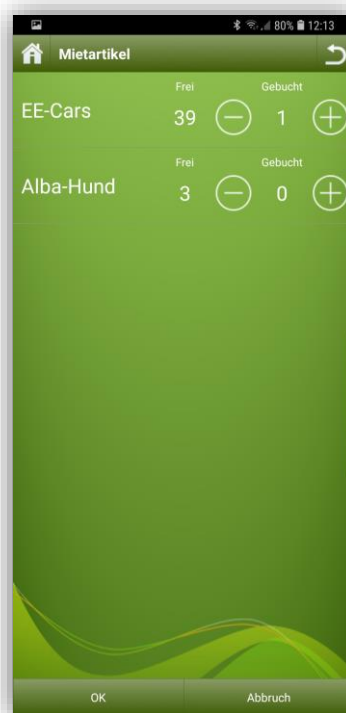 80% 12:13
Mietartikel
Frei Gebucht
EE-Cars 39 1
Frei Gebucht
Alba-Hund 3 0
OK Abbruch